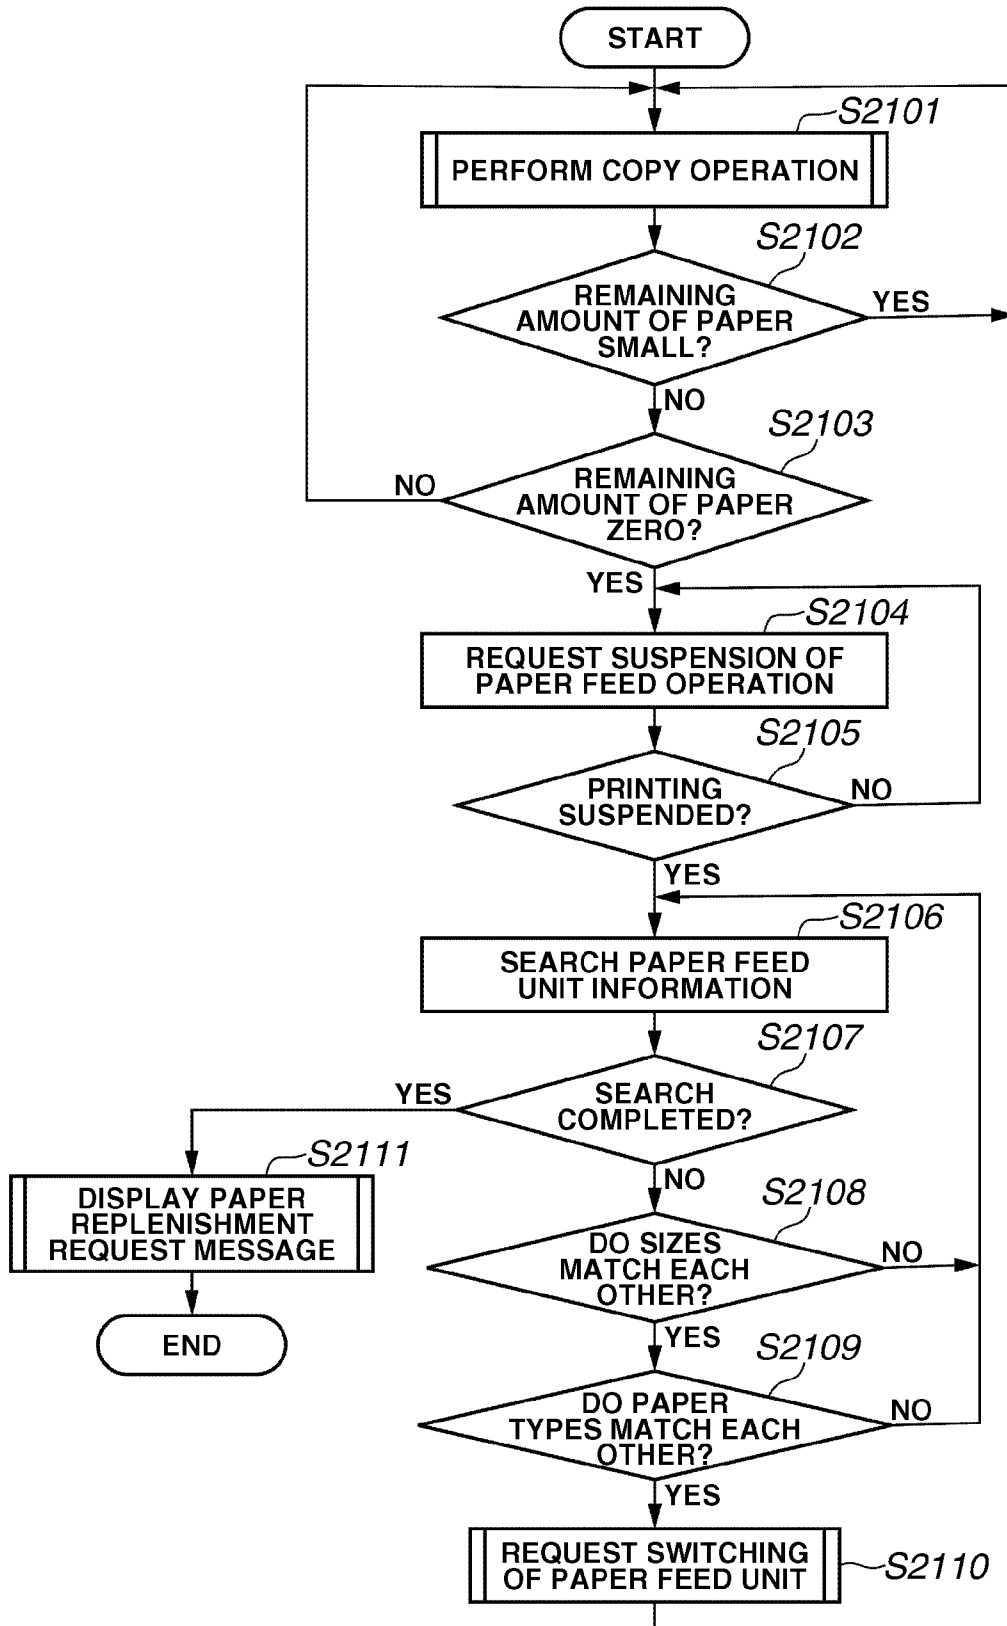 START
S2101
PERFORM COPY OPERATION
S2102
REMAINING
AMOUNT OF PAPER
SMALL?
YES
NO
S2103
REMAINING
AMOUNT OF PAPER
ZERO?
NO
YES
S2104
REQUEST SUSPENSION OF
PAPER FEED OPERATION
S2105
PRINTING
SUSPENDED?
NO
YES
S2106
SEARCH PAPER FEED
UNIT INFORMATION
S2107
SEARCH
COMPLETED?
YES
NO
S2111
DISPLAY PAPER
REPLENISHMENT
REQUEST MESSAGE
END
S2108
DO SIZES
MATCH EACH
OTHER?
NO
YES
S2109
DO PAPER
TYPES MATCH EACH
OTHER?
NO
YES
REQUEST SWITCHING
OF PAPER FEED UNIT
S2110